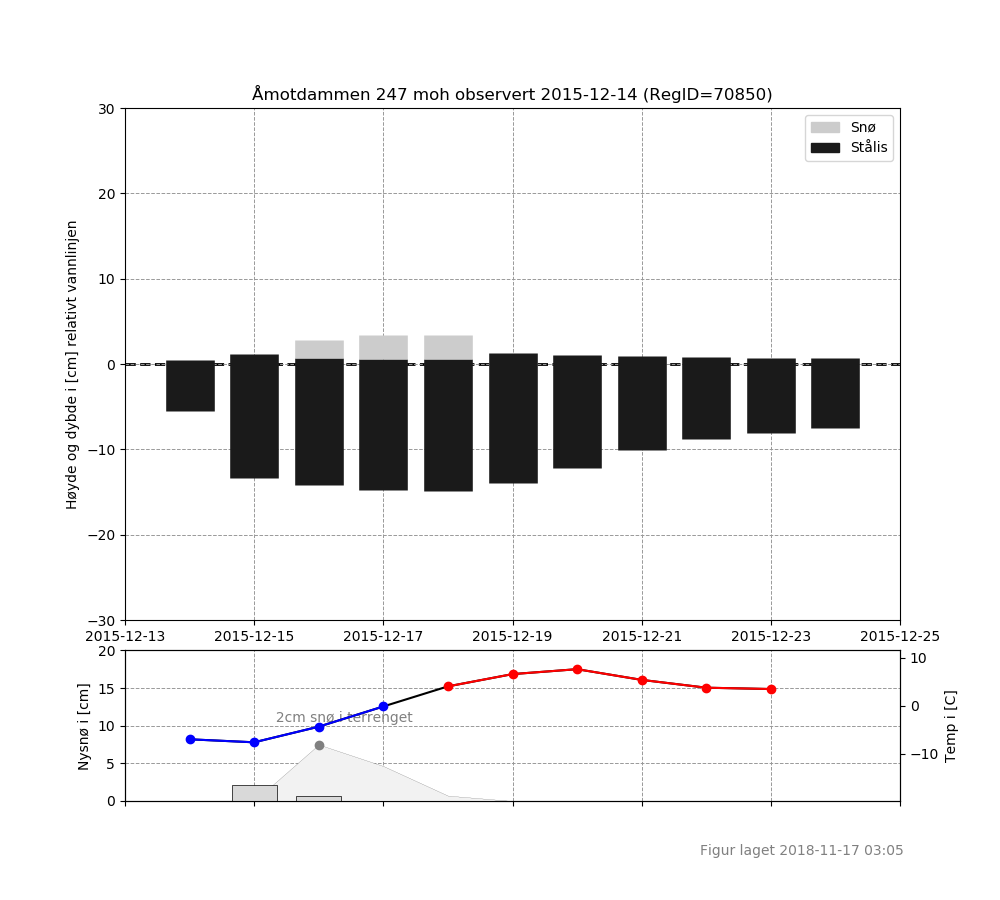 Åmotdammen 247 moh observert 2015-12-14 (RegID=70850)
30
20
10
0
−10
−20
−30
Høyde og dybde i [cm] relativt vannlinjen
Snø
Stålis
2015-12-13 2015-12-15 2015-12-17 2015-12-19 2015-12-21 2015-12-23 2015-12-25
20
15
10
5
0
Nysnø i [cm]
2cm snø i terrenget
10
0
−10
Temp i [C]
Figur laget 2018-11-17 03:05